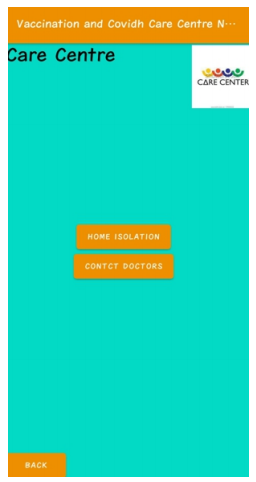 Vaccination and Covidh Care Centre N...
Care Centre
CARE CENTER
HOME ISOLATION
CONTCT DOCTORS
BACK